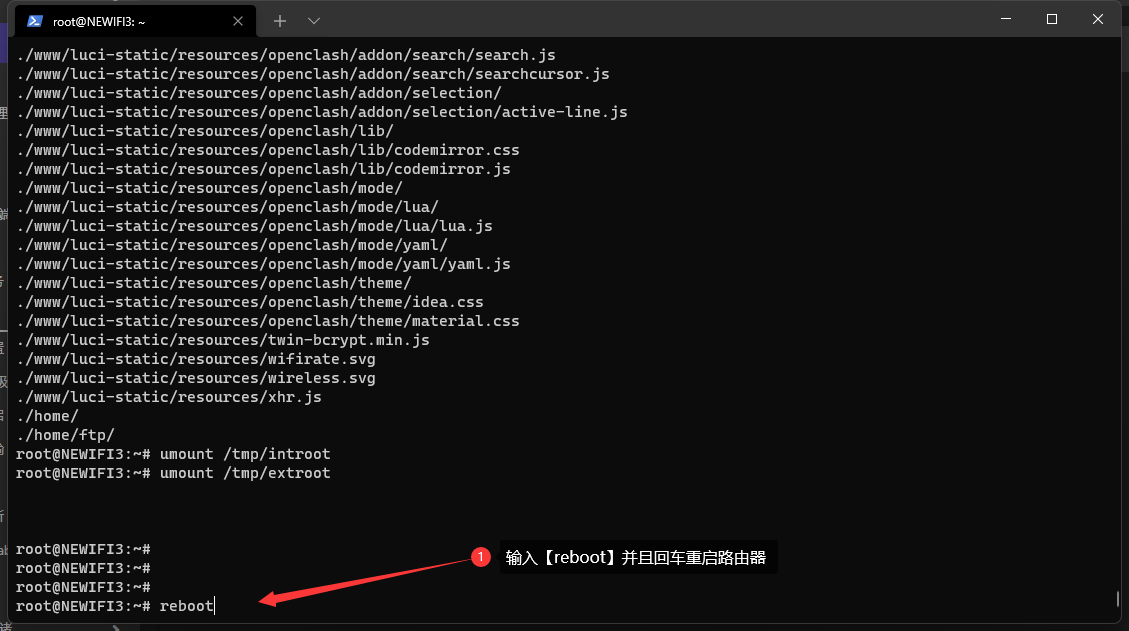 root@NEWIFI3: ~
./www/luci-static/resources/openclash/addon/search/search.js
./www/luci-static/resources/openclash/addon/search/searchcursor.js
./www/luci-static/resources/openclash/addon/selection/
./www/luci-static/resources/openclash/addon/selection/active-line.js
./www/luci-static/resources/openclash/lib/
./www/luci-static/resources/openclash/lib/codemirror.css
./www/luci-static/resources/openclash/lib/codemirror.js
./www/luci-static/resources/openclash/mode/
./www/luci-static/resources/openclash/mode/lua/
./www/luci-static/resources/openclash/mode/lua/lua.js
./www/luci-static/resources/openclash/mode/yaml/
./www/luci-static/resources/openclash/mode/yaml/yaml.js
./www/luci-static/resources/openclash/theme/
./www/luci-static/resources/openclash/theme/idea.css
./www/luci-static/resources/openclash/theme/material.css
./www/luci-static/resources/twin-bcrypt.min.js
./www/luci-static/resources/wifirate.svg
./www/luci-static/resources/wireless.svg
./www/luci-static/resources/xhr.js
./home/
./home/ftp/
root@NEWIFI3:~# umount /tmp/introot
root@NEWIFI3:~# umount /tmp/extroot
root@NEWIFI3:~#
1 输入【reboot】并且回车重启路由器
root@NEWIFI3:~#
root@NEWIFI3:~#
root@NEWIFI3:~# reboot